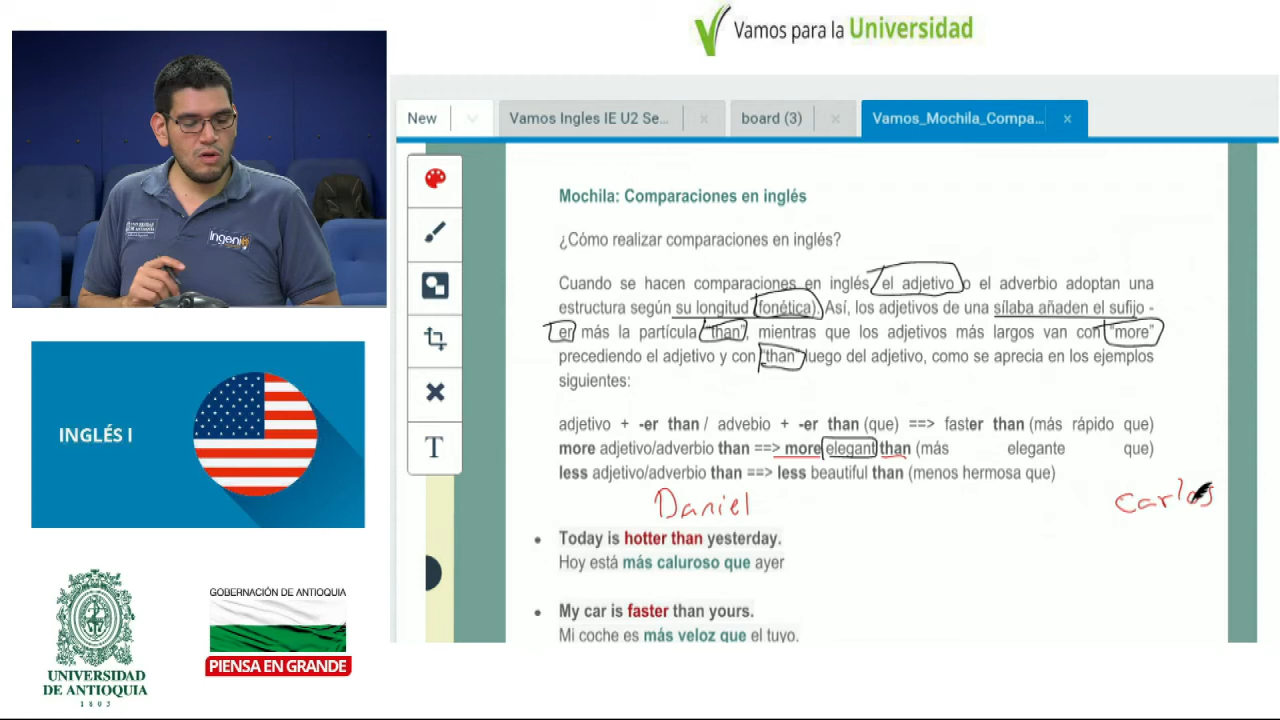 Vamos para la Universidad
New
Vamos Ingles IE U2 Se...
board (3)
Vamos_Mochila_Compa...
T
Mochila: Comparaciones en inglés
¿Cómo realizar comparaciones en inglés?
Cuando se hacen comparaciones en inglés, el adjetivo o el adverbio adoptan una
estructura según su longitud (fonética). Así, los adjetivos de una sílaba añaden el sufijo -
er más la partícula "than", mientras que los adjetivos más largos van con "more"
precediendo el adjetivo y con "than" luego del adjetivo, como se aprecia en los ejemplos
siguientes:
adjetivo + -er than / advebio + -er than (que) ==> faster than (más rápido que)
more adjetivo/adverbio than ==> more elegant than (más elegante que)
less adjetivo/adverbio than ==> less beautiful than (menos hermosa que)
Daniel
Carlos
Today is hotter than yesterday.
Hoy está más caluroso que ayer
My car is faster than yours.
Mi coche es más veloz que el tuyo.
Ingeni@
INGLÉS I
UNIVERSIDAD
DE ANTIOQUIA
1803
GOBERNACIÓN DE ANTIOQUIA
PIENSA EN GRANDE